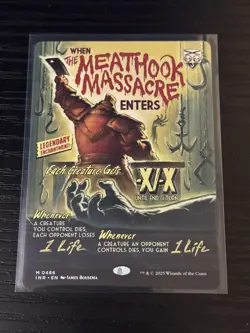 WHEN
THE
MEATHOOK
MASSACRE
ENTERS
LEGENDARY
ENCHANTMENT
Each Creature Gets
-X/-X
UNTIL END OF TURN
Whenever
A CREATURE
YOU CONTROL DIES,
EACH OPPONENT LOSES
1 Life
Whenever
A CREATURE AN OPPONENT
CONTROLS DIES, YOU GAIN
1 Life
M 0486
INR • EN James Bousema
™ & © 2025 Wizards of the Coast